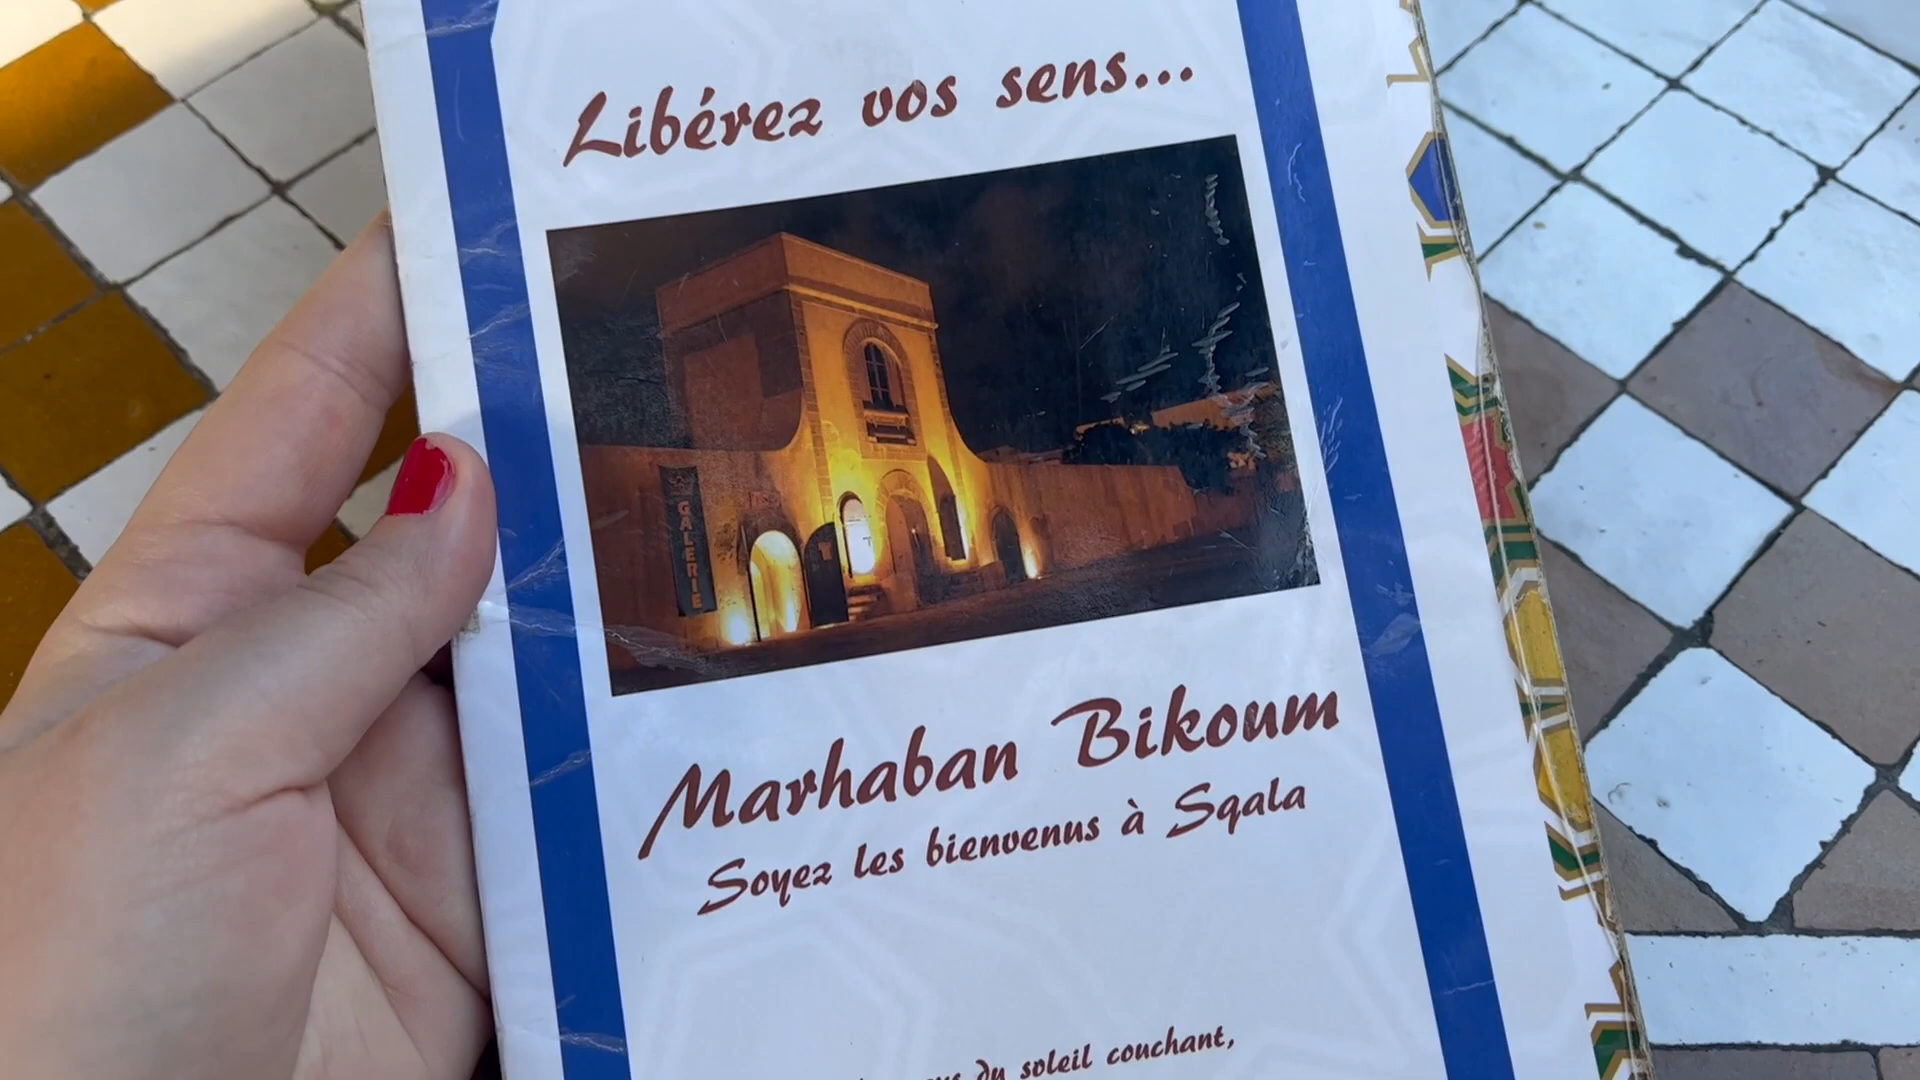 Libérez vos sens...
GALERIE
Marhaban Bikoum
Soyez les bienvenus à Sqala
du soleil couchant,